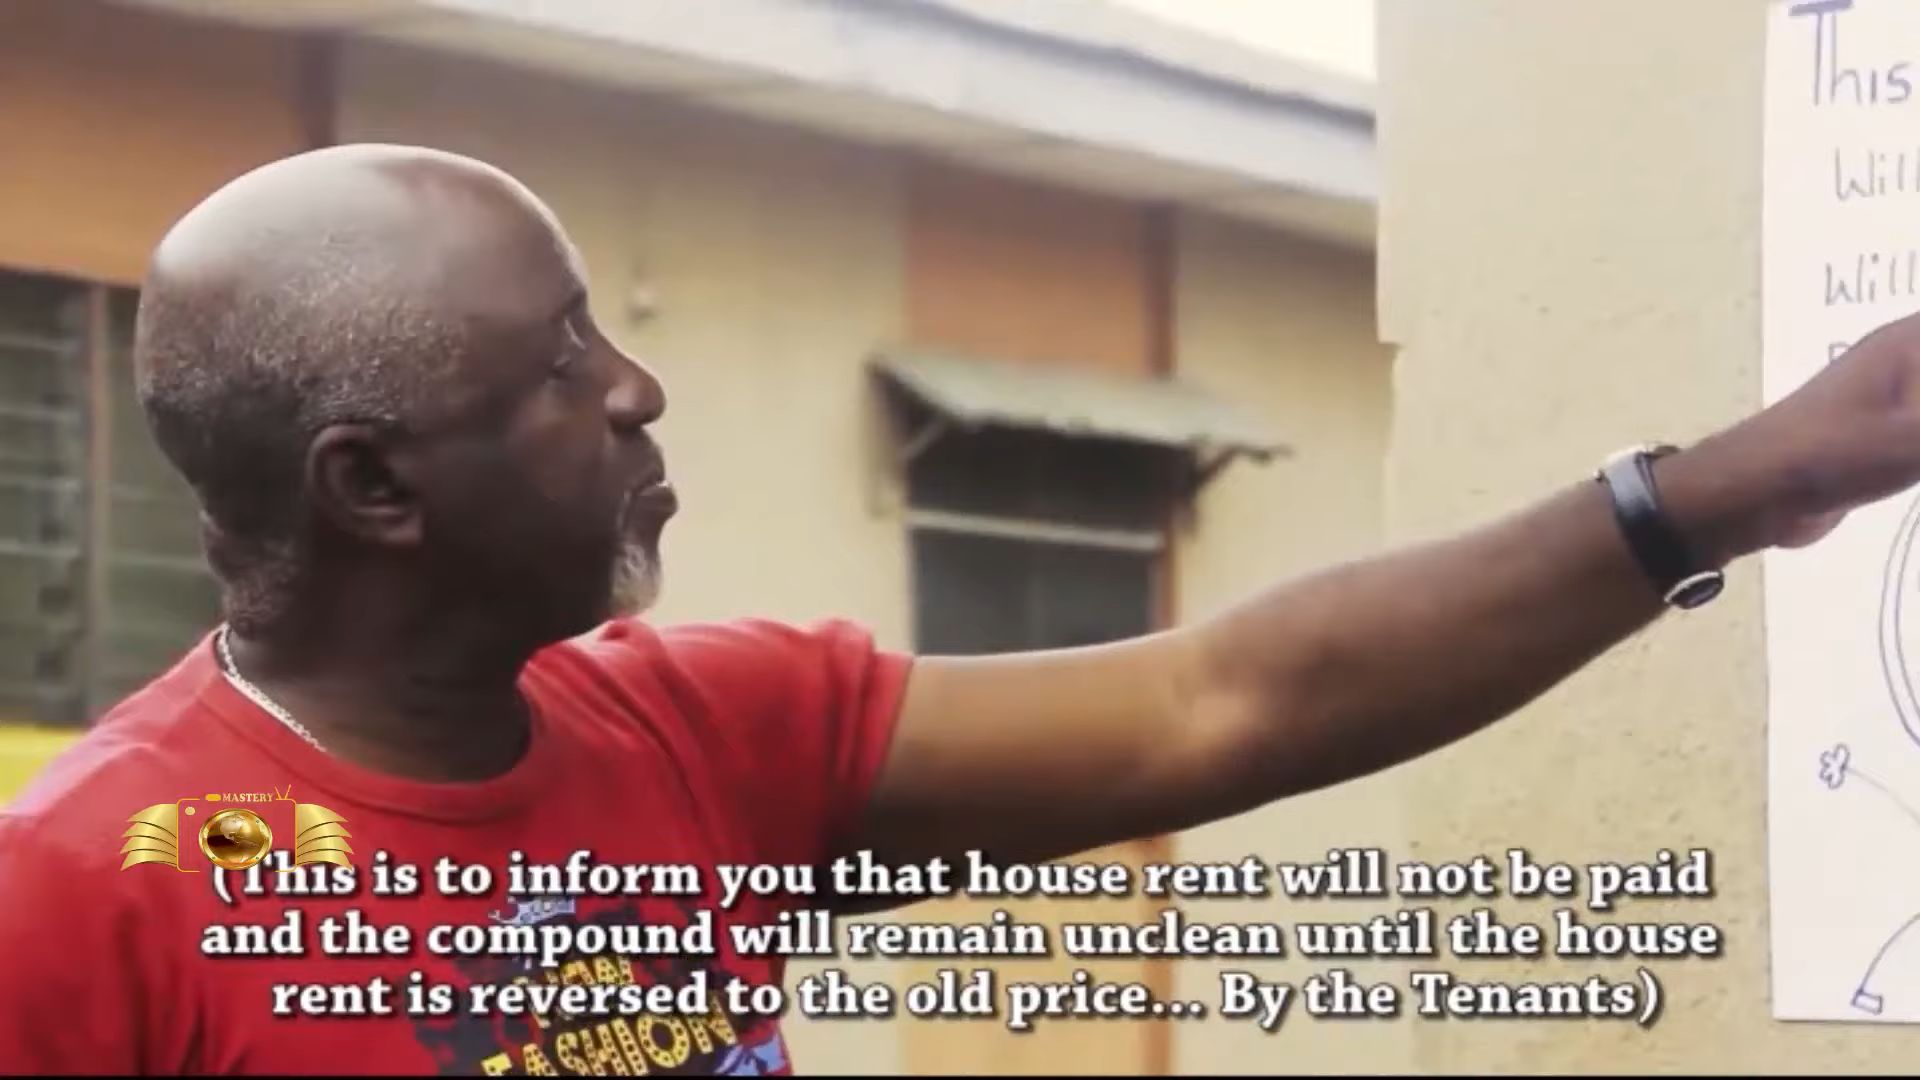 This
Will
Will
MASTERY
(This is to inform you that house rent will not be paid
and the compound will remain unclean until the house
rent is reversed to the old price... By the Tenants)
FASHION